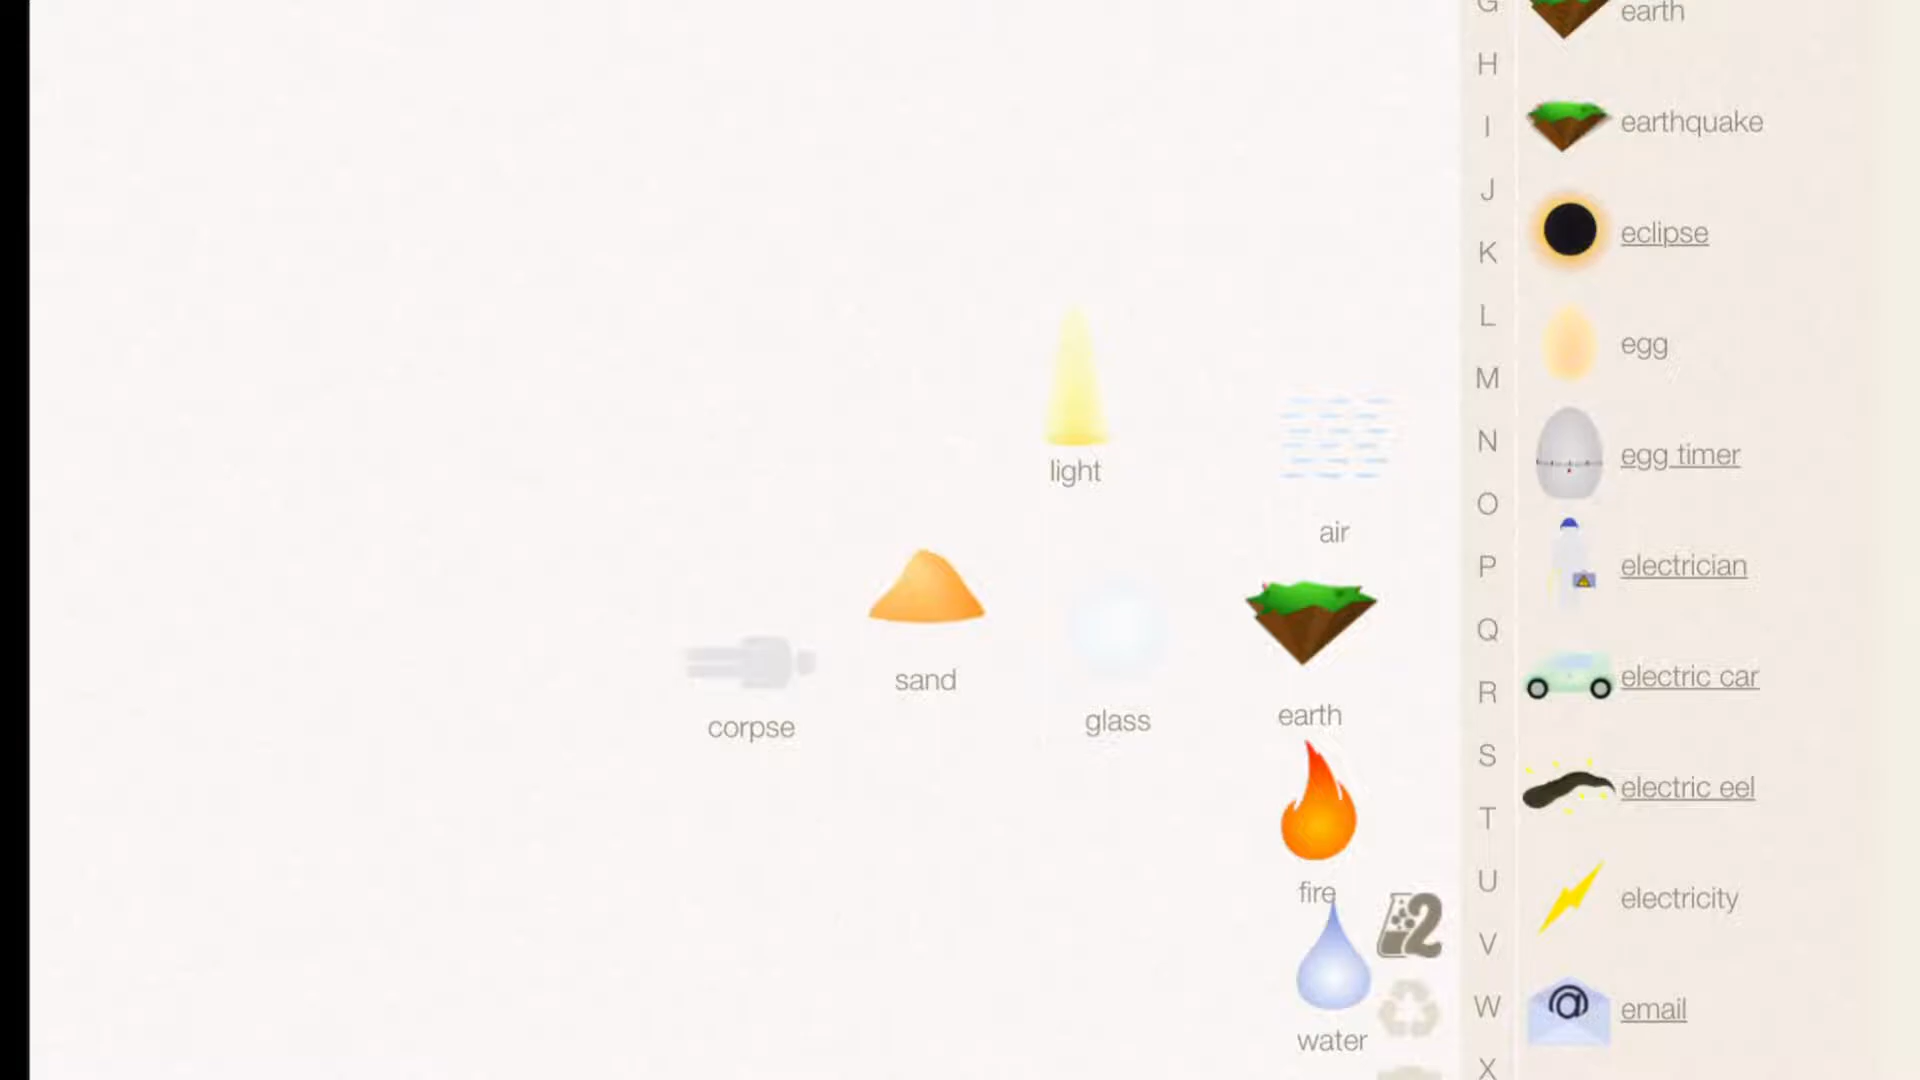 light
air
sand
corpse
glass
earth
fire
water
2
G
H
I
J
K
L
M
N
O
P
Q
R
S
T
U
V
W
X
earth
earthquake
eclipse
egg
egg timer
electrician
electric car
electric eel
electricity
@
email